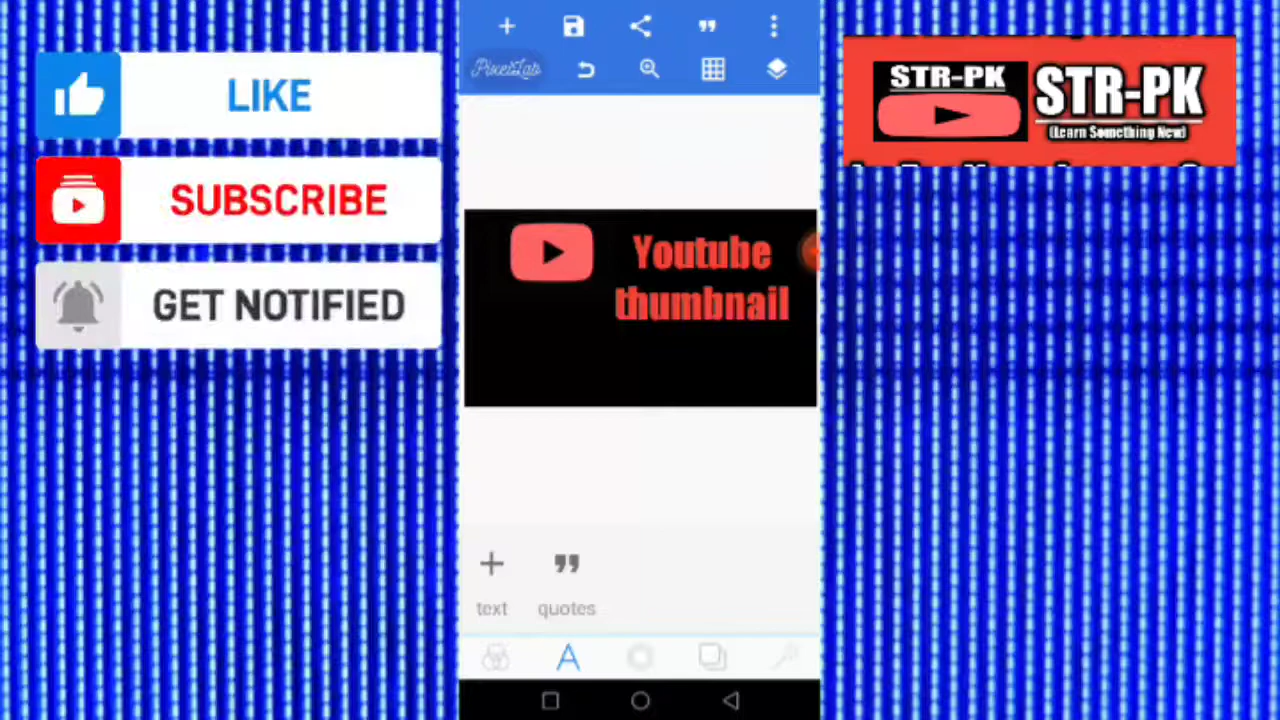 LIKE
SUBSCRIBE
GET NOTIFIED
PixelLab
Youtube
thumbnail
text
quotes
A
STR-PK
STR-PK
(Learn Something New)